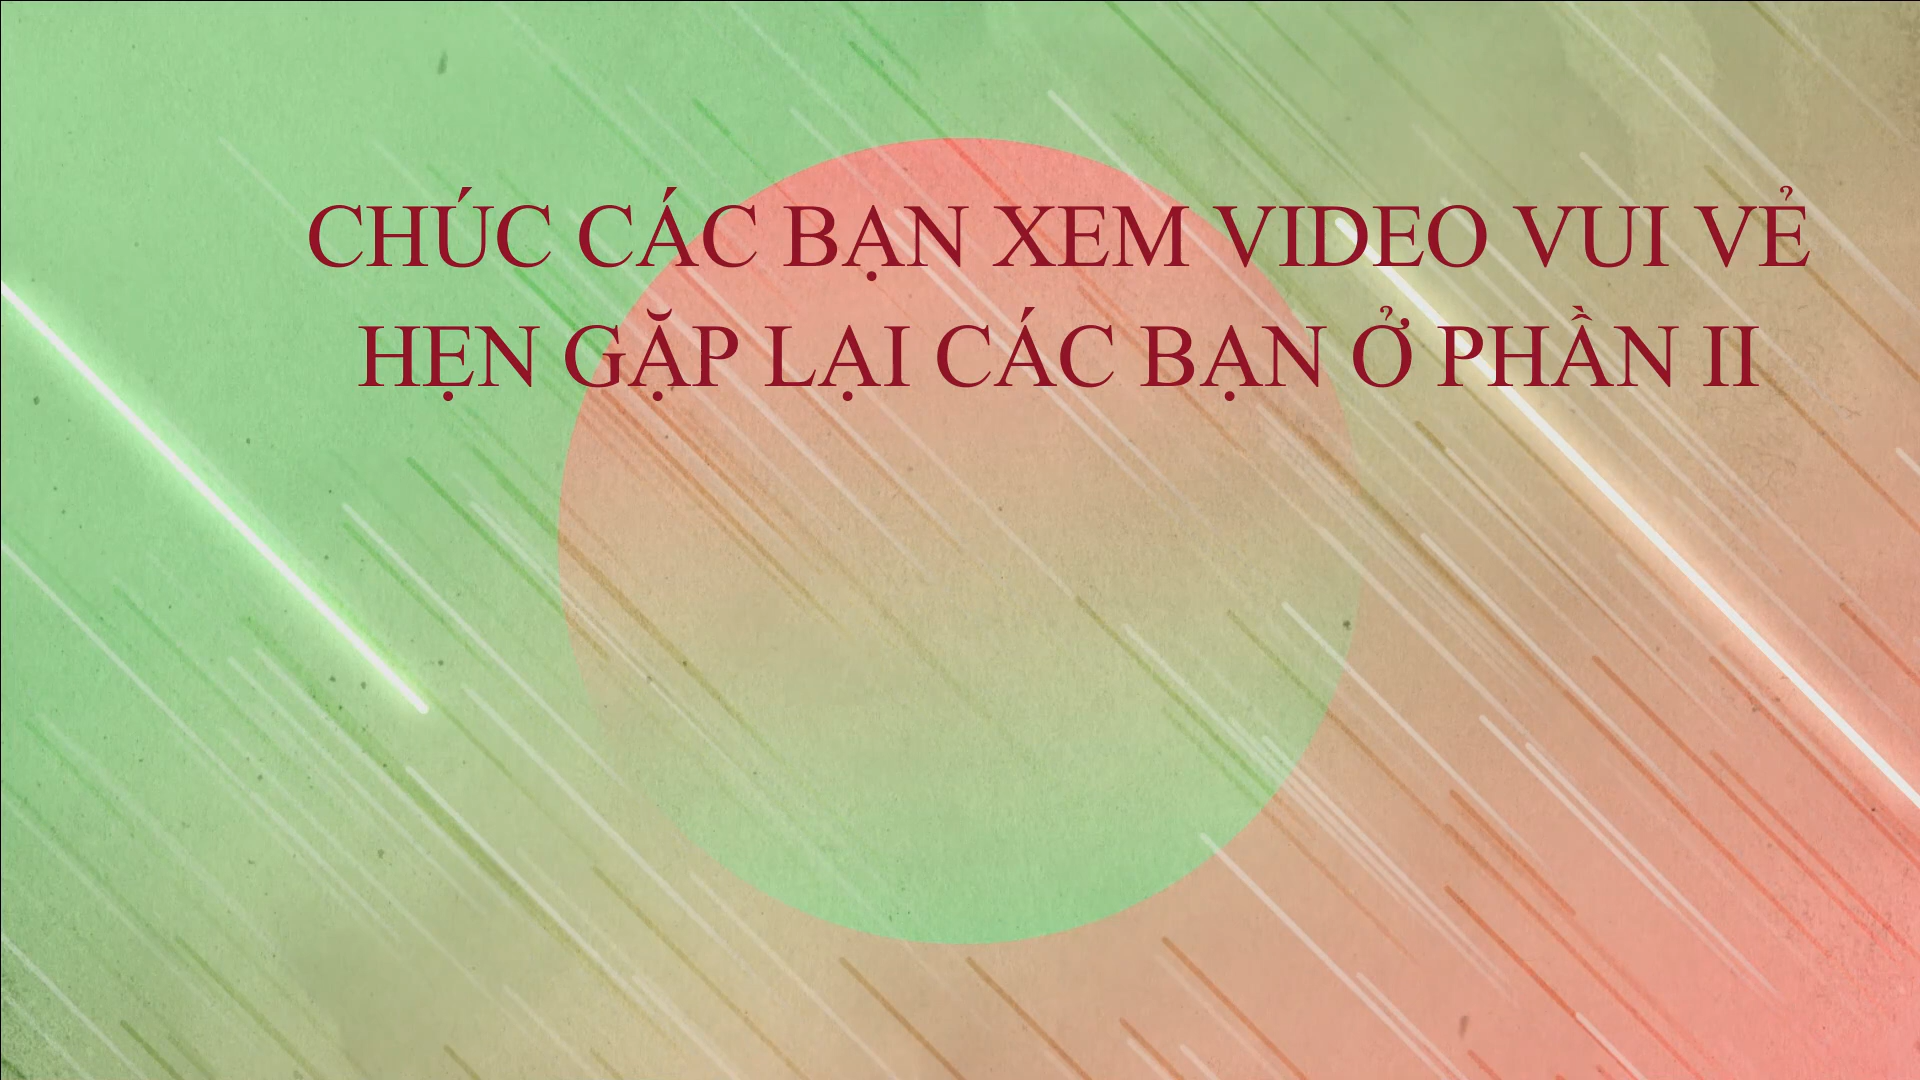 CHÚC CÁC BẠN XEM VIDEO VUI VẺ
HẸN GẶP LẠI CÁC BẠN Ở PHẦN II